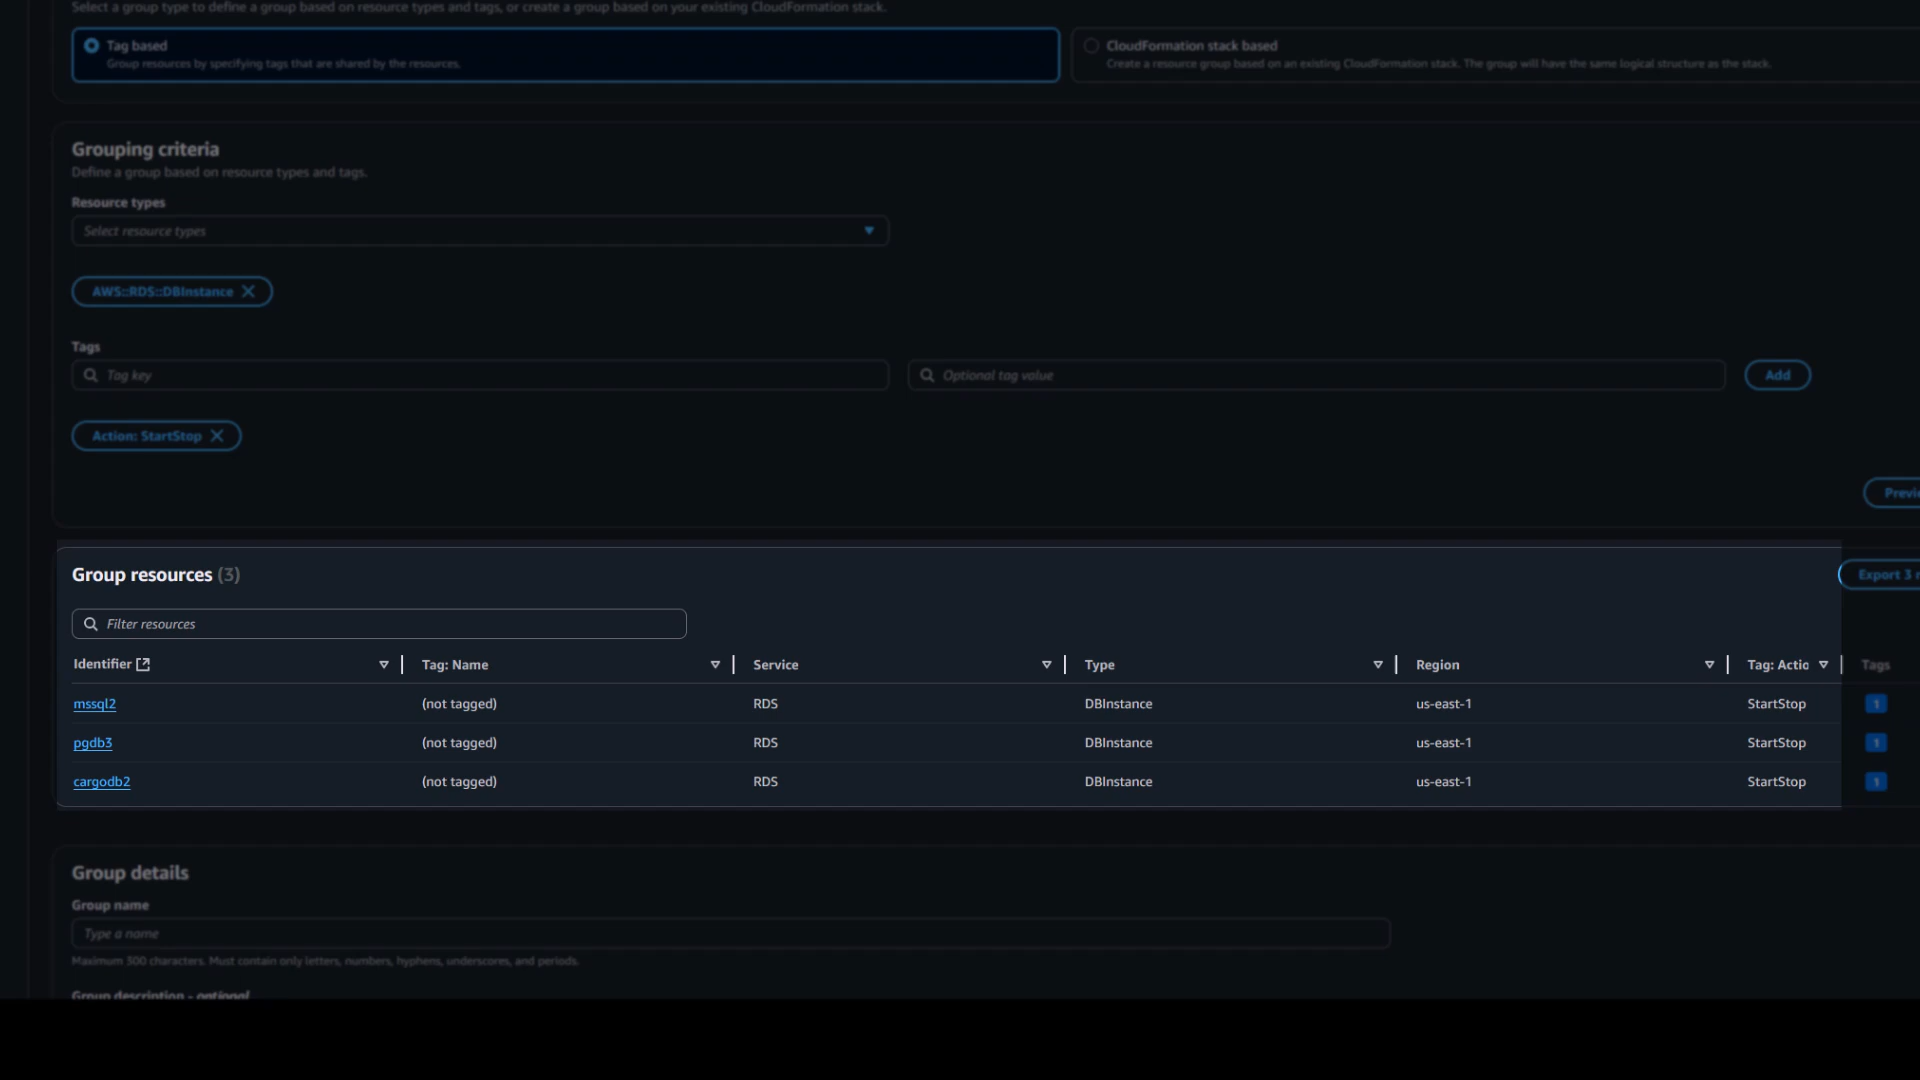 Select a group type to define a group based on resource types and tags, or create a group based on your existing CloudFormation stack.
Tag based
Group resources by specifying tags that are shared by the resources.
CloudFormation stack based
Create a resource group based on an existing CloudFormation stack. The group will have the same logical structure as the stack.
Grouping criteria
Define a group based on resource types and tags.
Resource types
Select resource types
AWS::RDS::DBInstance
Tags
Tag key
Optional tag value
Add
Action: StartStop
Group resources (3)
Export 3
Filter resources
Identifier Tag: Name Service Type Region Tag: Actio Tags
mssql2 (not tagged) RDS DBInstance us-east-1 StartStop 1
pgdb3 (not tagged) RDS DBInstance us-east-1 StartStop 1
cargodb2 (not tagged) RDS DBInstance us-east-1 StartStop 1
Group details
Group name
Type a name
Maximum 300 characters. Must contain only letters, numbers, hyphens, underscores, and periods.
Group description - optional